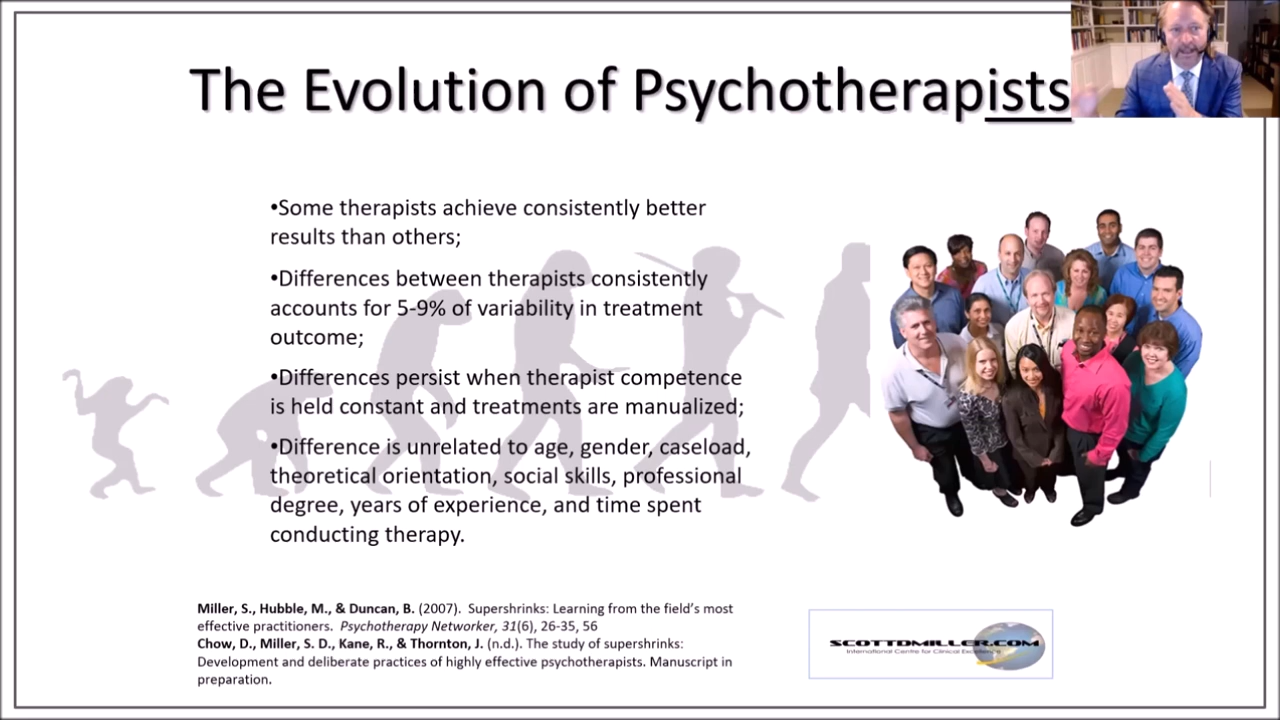 The Evolution of Psychotherapists
•Some therapists achieve consistently better
results than others;
•Differences between therapists consistently
accounts for 5-9% of variability in treatment
outcome;
•Differences persist when therapist competence
is held constant and treatments are manualized;
•Difference is unrelated to age, gender, caseload,
theoretical orientation, social skills, professional
degree, years of experience, and time spent
conducting therapy.
Miller, S., Hubble, M., & Duncan, B. (2007). Supershrinks: Learning from the field's most
effective practitioners. Psychotherapy Networker, 31(6), 26-35, 56
Chow, D., Miller, S. D., Kane, R., & Thornton, J. (n.d.). The study of supershrinks:
Development and deliberate practices of highly effective psychotherapists. Manuscript in
preparation.
SCOTTDMILLER.COM
International Centre for Clinical Excellence